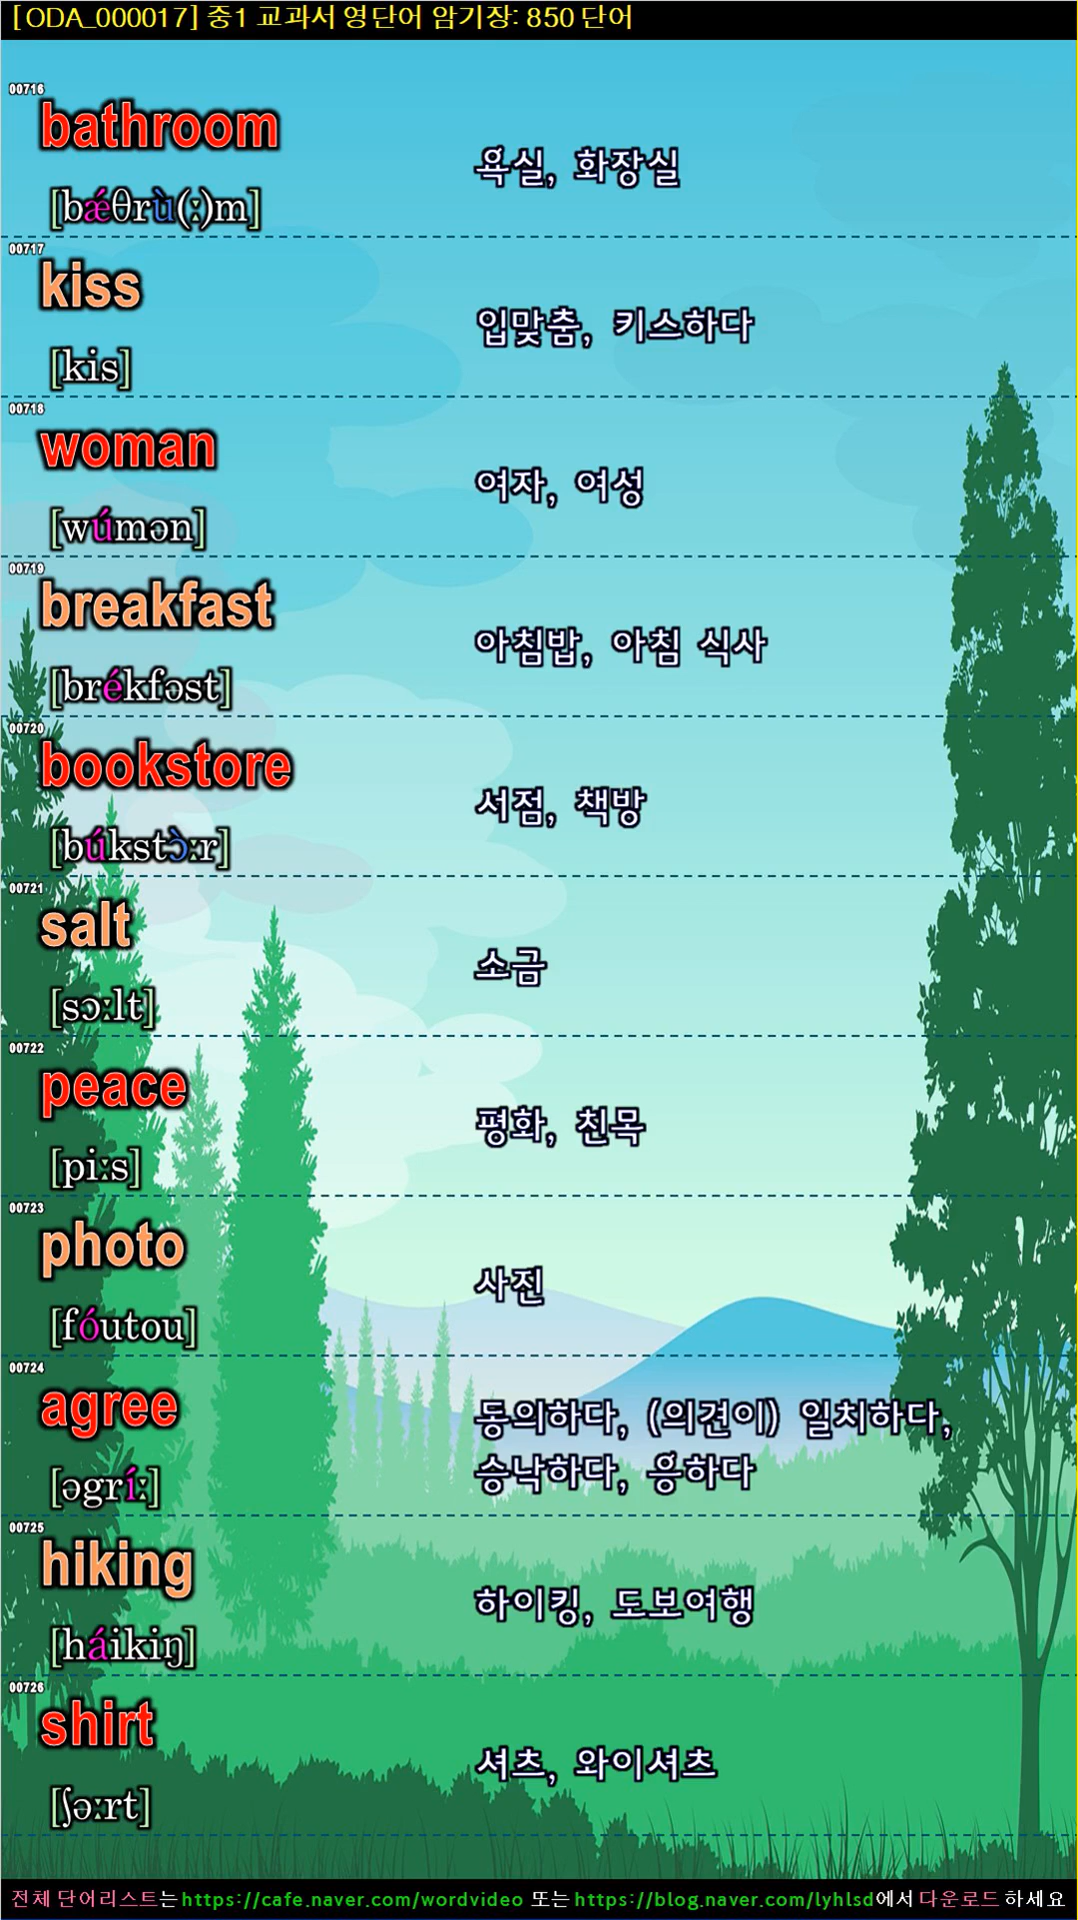 [ODA_000017] 중1 교과서 영단어 암기장: 850 단어
00716
bathroom
욕실, 화장실
[bǽθrù(ː)m]
00717
kiss
입맞춤, 키스하다
[kis]
00718
woman
여자, 여성
[wúmən]
00719
breakfast
아침밥, 아침 식사
[brékfəst]
00720
bookstore
서점, 책방
[búkstɔ̀ːr]
00721
salt
소금
[sɔːlt]
00722
peace
평화, 친목
[piːs]
00723
photo
사진
[fóutou]
00724
agree
동의하다, (의견이) 일치하다,
승낙하다, 응하다
[əgríː]
00725
hiking
하이킹, 도보여행
[háikiŋ]
00726
shirt
셔츠, 와이셔츠
[ʃəːrt]
전체 단어리스트는 https://cafe.naver.com/wordvideo 또는 https://blog.naver.com/lyhlsd에서 다운로드 하세요